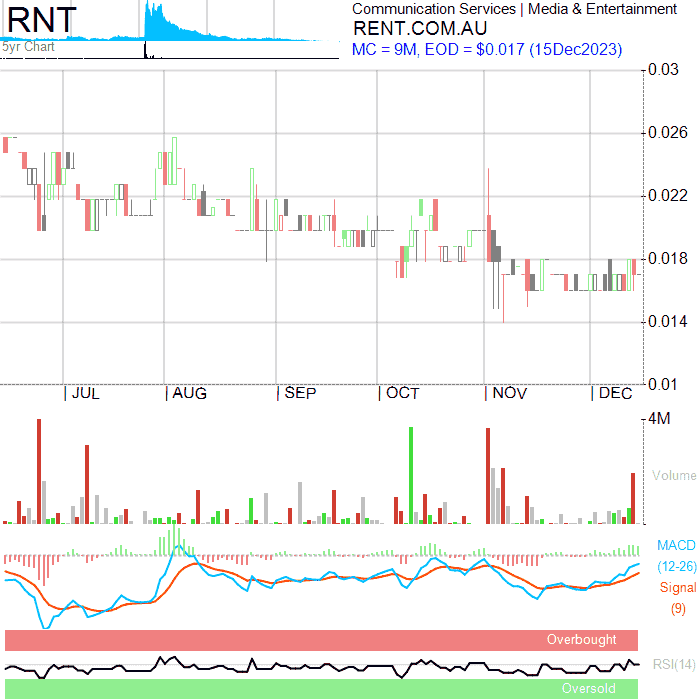 RNT
5yr Chart
Communication Services | Media & Entertainment
RENT.COM.AU
MC = 9M, EOD = $0.017 (15Dec2023)
0.03
0.026
0.022
0.018
0.014
0.01
| JUL | AUG | SEP | OCT | NOV | DEC
4M
Volume
MACD
(12-26)
Signal
(9)
Overbought
RSI(14)
Oversold